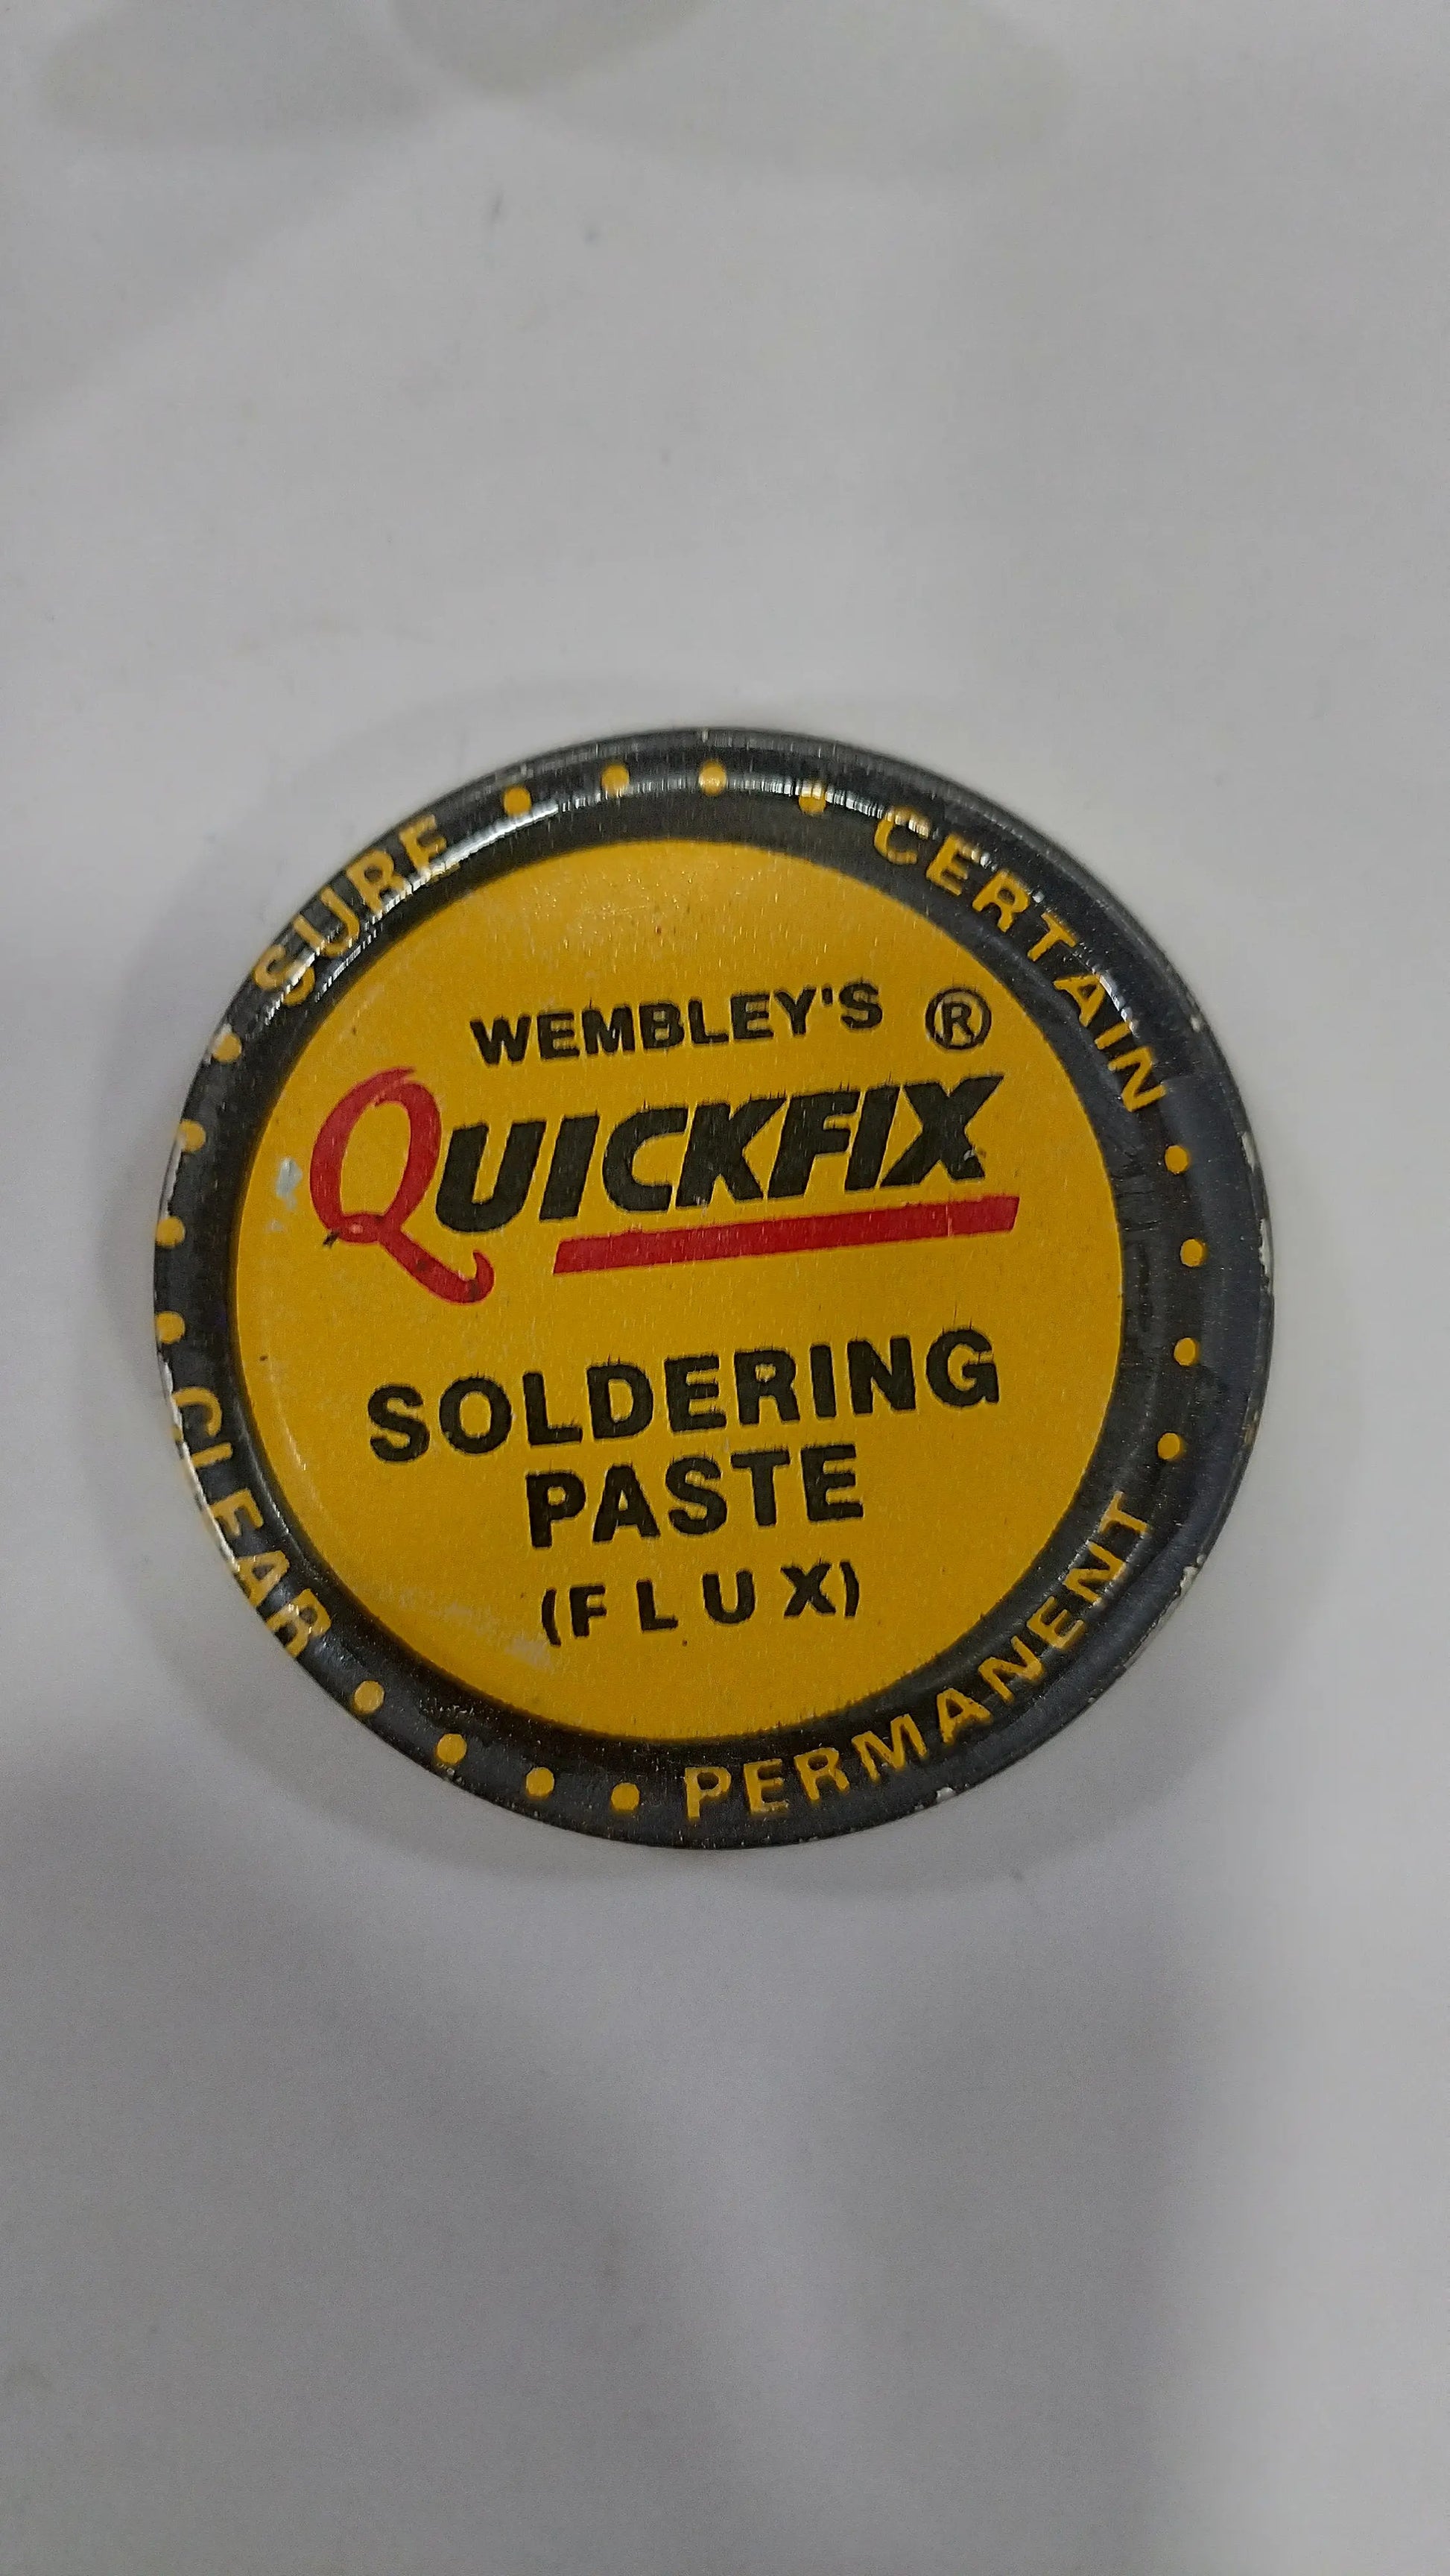 SURE
CERTAIN
WEMBLEY'S ®
QUICKFIX
SOLDERING
PASTE
(FLUX)
CLEAR
PERMANENT